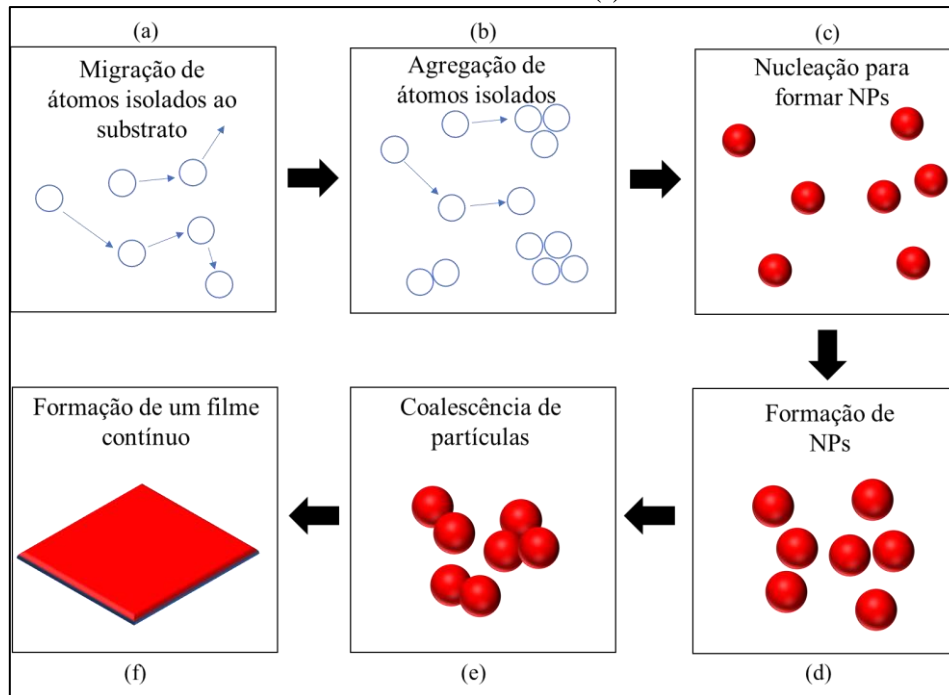 (a)
Migração de
átomos isolados ao
substrato
(b)
Agregação de
átomos isolados
(c)
Nucleação para
formar NPs
Formação de
NPs
(d)
Coalescência de
partículas
(e)
Formação de um filme
contínuo
(f)